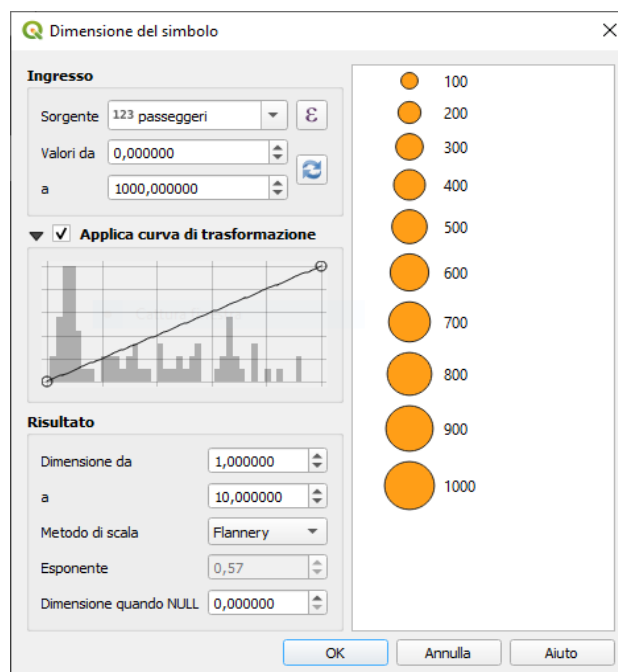 Dimensione del simbolo
Ingresso
Sorgente 123 passeggeri ε
Valori da 0,000000
a 1000,000000
Applica curva di trasformazione
Risultato
Dimensione da 1,000000
a 10,000000
Metodo di scala Flannery
Esponente 0,57
Dimensione quando NULL 0,000000
100
200
300
400
500
600
700
800
900
1000
OK Annulla Aiuto